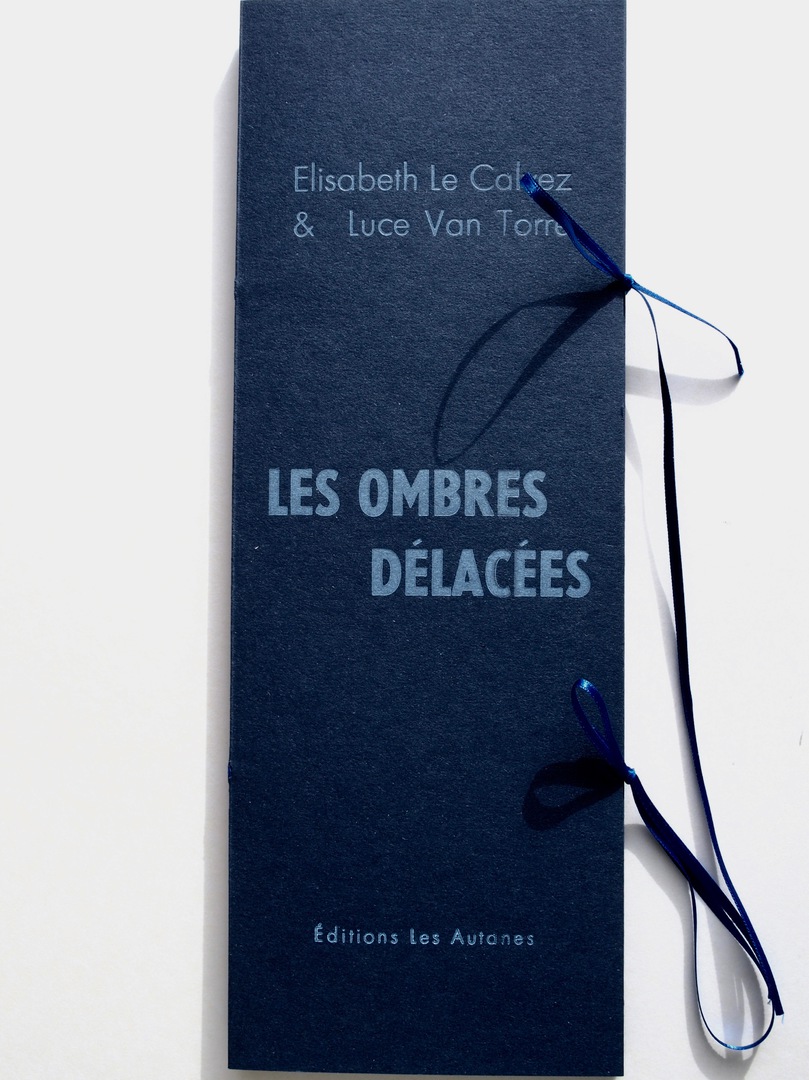 Elisabeth Le Calvez
& Luce Van Torre
LES OMBRES
DÉLACÉES
Éditions Les Autanes